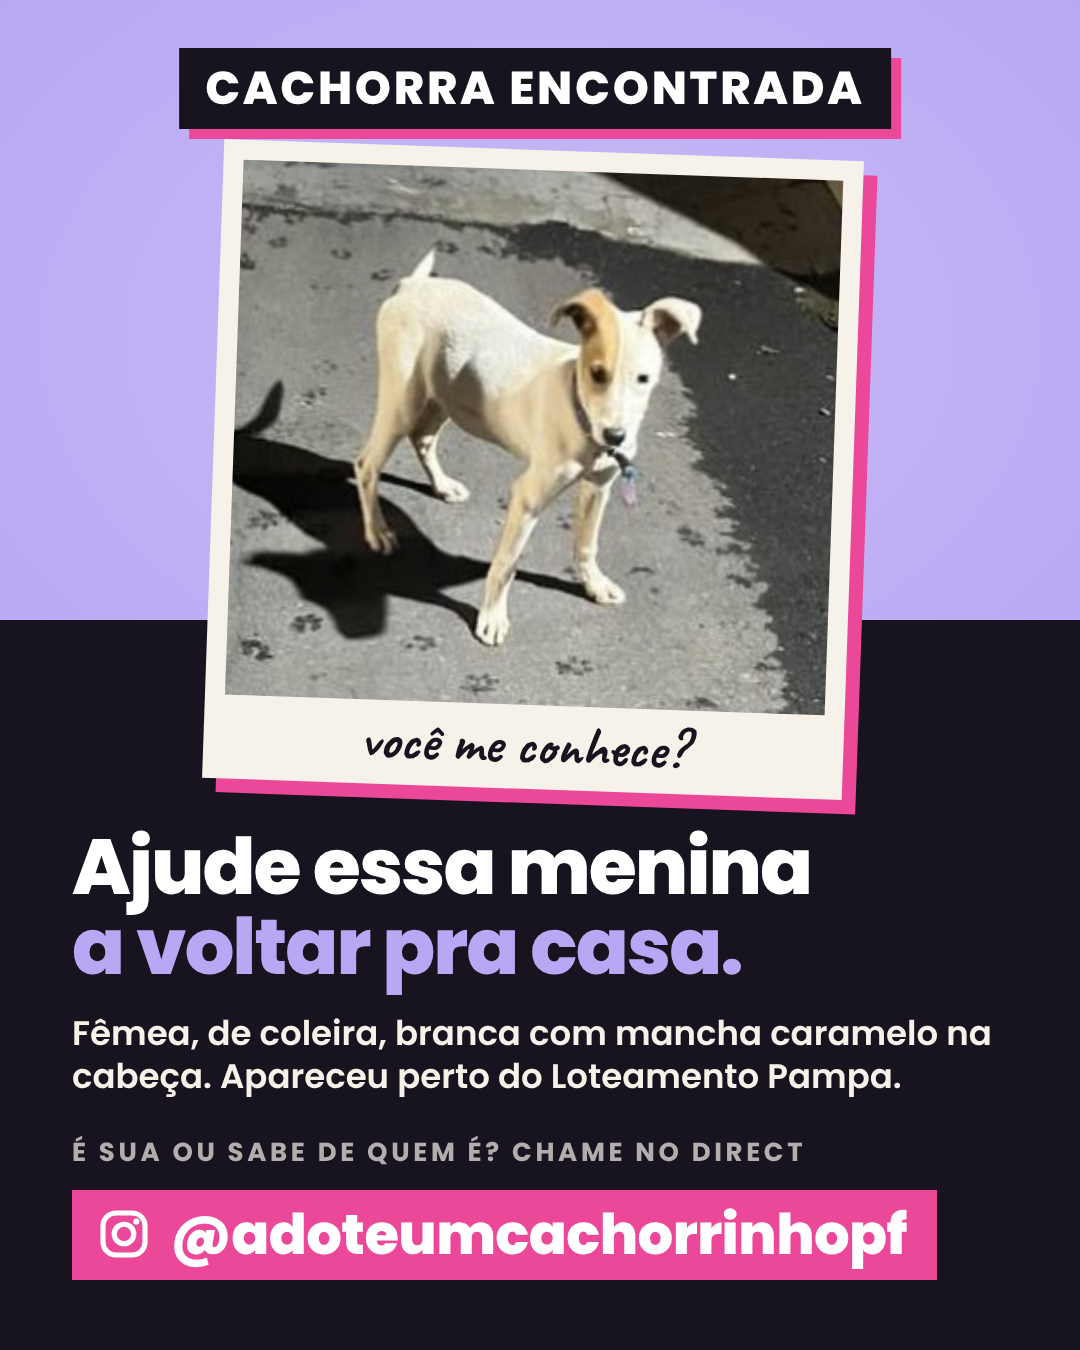 CACHORRA ENCONTRADA
você me conhece?
Ajude essa menina
a voltar pra casa.
Fêmea, de coleira, branca com mancha caramelo na
cabeça. Apareceu perto do Loteamento Pampa.
É SUA OU SABE DE QUEM É? CHAME NO DIRECT
@adoteumcachorrinhopf